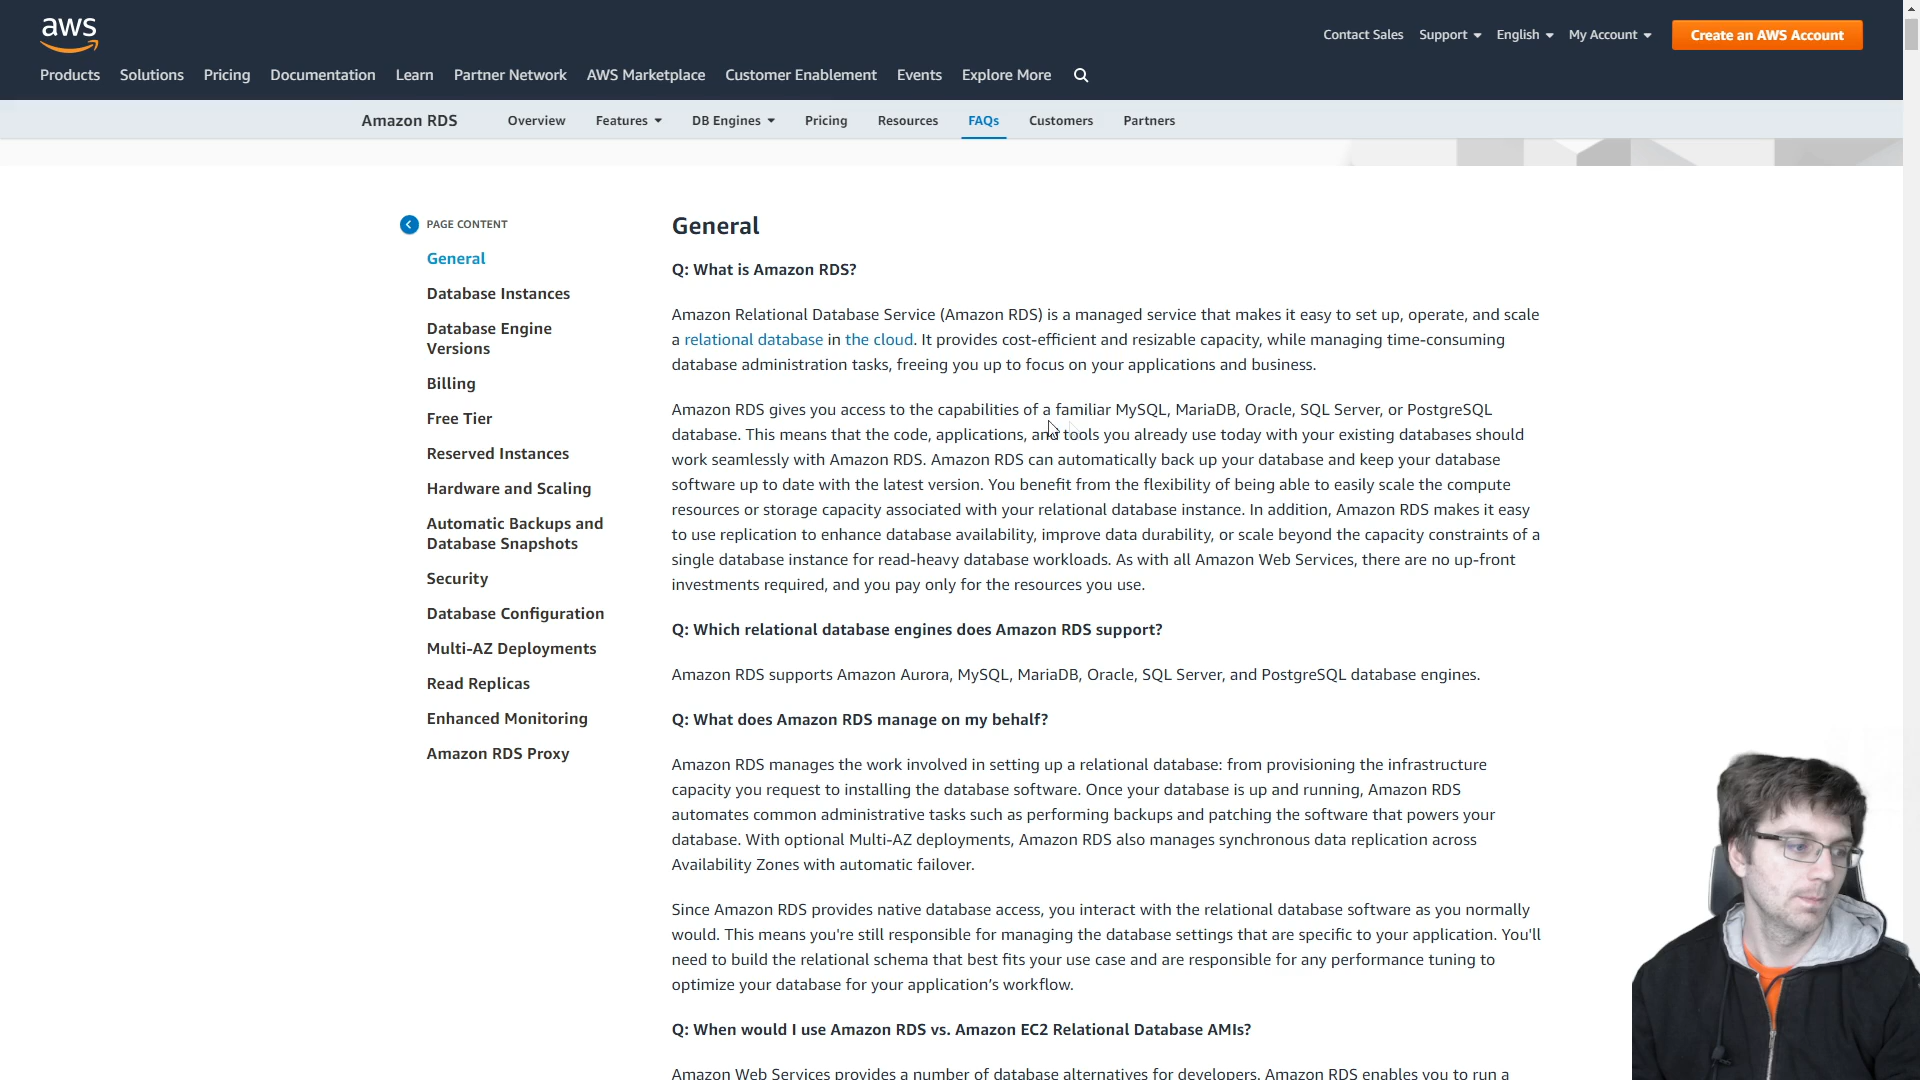 aws
Contact Sales Support English My Account Create an AWS Account
Products Solutions Pricing Documentation Learn Partner Network AWS Marketplace Customer Enablement Events Explore More
Amazon RDS Overview Features DB Engines Pricing Resources FAQs Customers Partners
PAGE CONTENT
General
Database Instances
Database Engine
Versions
Billing
Free Tier
Reserved Instances
Hardware and Scaling
Automatic Backups and
Database Snapshots
Security
Database Configuration
Multi-AZ Deployments
Read Replicas
Enhanced Monitoring
Amazon RDS Proxy
General
Q: What is Amazon RDS?
Amazon Relational Database Service (Amazon RDS) is a managed service that makes it easy to set up, operate, and scale
a relational database in the cloud. It provides cost-efficient and resizable capacity, while managing time-consuming
database administration tasks, freeing you up to focus on your applications and business.
Amazon RDS gives you access to the capabilities of a familiar MySQL, MariaDB, Oracle, SQL Server, or PostgreSQL
database. This means that the code, applications, and tools you already use today with your existing databases should
work seamlessly with Amazon RDS. Amazon RDS can automatically back up your database and keep your database
software up to date with the latest version. You benefit from the flexibility of being able to easily scale the compute
resources or storage capacity associated with your relational database instance. In addition, Amazon RDS makes it easy
to use replication to enhance database availability, improve data durability, or scale beyond the capacity constraints of a
single database instance for read-heavy database workloads. As with all Amazon Web Services, there are no up-front
investments required, and you pay only for the resources you use.
Q: Which relational database engines does Amazon RDS support?
Amazon RDS supports Amazon Aurora, MySQL, MariaDB, Oracle, SQL Server, and PostgreSQL database engines.
Q: What does Amazon RDS manage on my behalf?
Amazon RDS manages the work involved in setting up a relational database: from provisioning the infrastructure
capacity you request to installing the database software. Once your database is up and running, Amazon RDS
automates common administrative tasks such as performing backups and patching the software that powers your
database. With optional Multi-AZ deployments, Amazon RDS also manages synchronous data replication across
Availability Zones with automatic failover.
Since Amazon RDS provides native database access, you interact with the relational database software as you normally
would. This means you're still responsible for managing the database settings that are specific to your application. You'll
need to build the relational schema that best fits your use case and are responsible for any performance tuning to
optimize your database for your application's workflow.
Q: When would I use Amazon RDS vs. Amazon EC2 Relational Database AMIs?
Amazon Web Services provides a number of database alternatives for developers. Amazon RDS enables you to run a